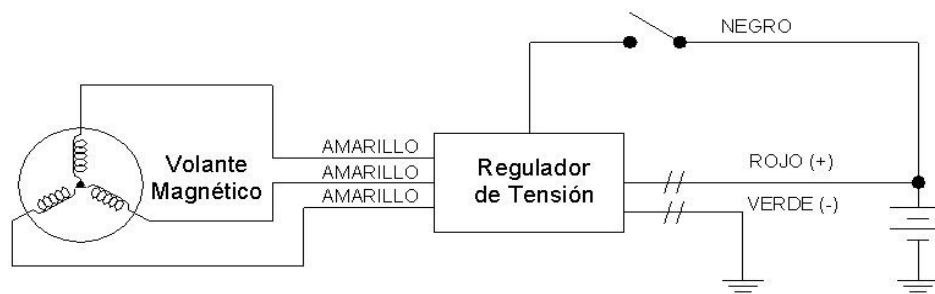 NEGRO
AMARILLO
AMARILLO
AMARILLO
Volante
Magnético
Regulador
de Tensión
ROJO (+)
VERDE (-)